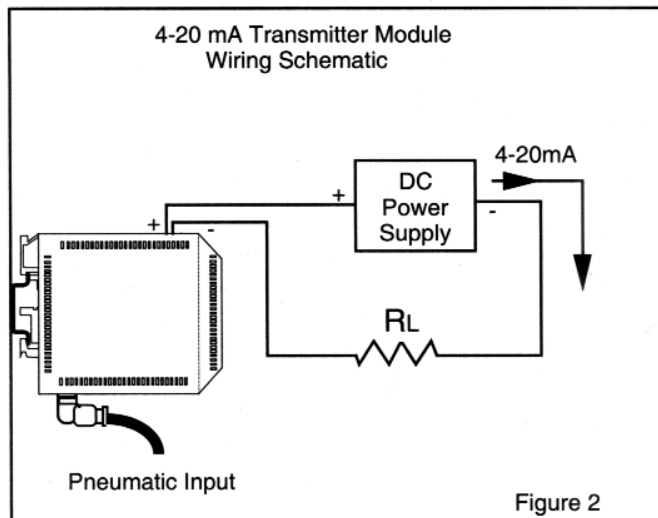 4-20 mA Transmitter Module
Wiring Schematic
4-20mA
+
DC
Power
Supply
-
+
-
RL
Pneumatic Input
Figure 2